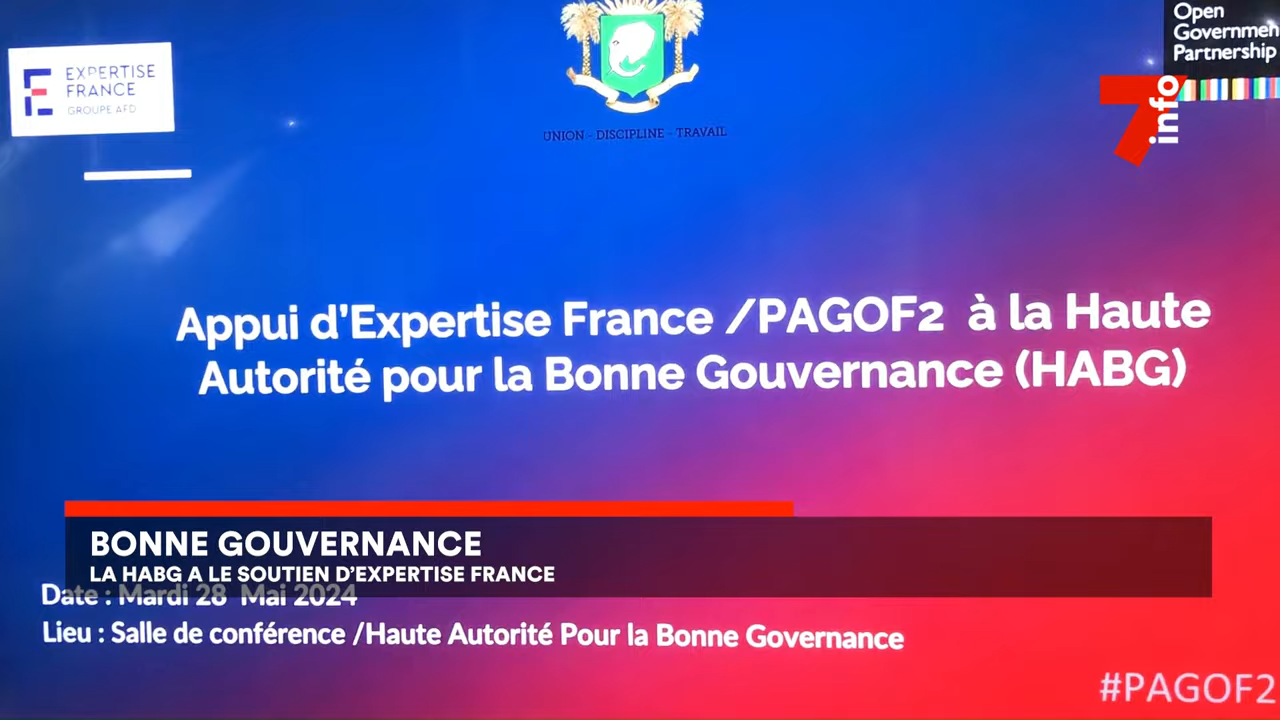 EXPERTISE
FRANCE
GROUPE AFD
UNION - DISCIPLINE - TRAVAIL
Open
Governmen
Partnership
7
info
Appui d'Expertise France /PAGOF2 à la Haute
Autorité pour la Bonne Gouvernance (HABG)
BONNE GOUVERNANCE
LA HABG A LE SOUTIEN D'EXPERTISE FRANCE
Date : Mardi 28 Mai 2024
Lieu : Salle de conférence /Haute Autorité Pour la Bonne Governance
#PAGOF2